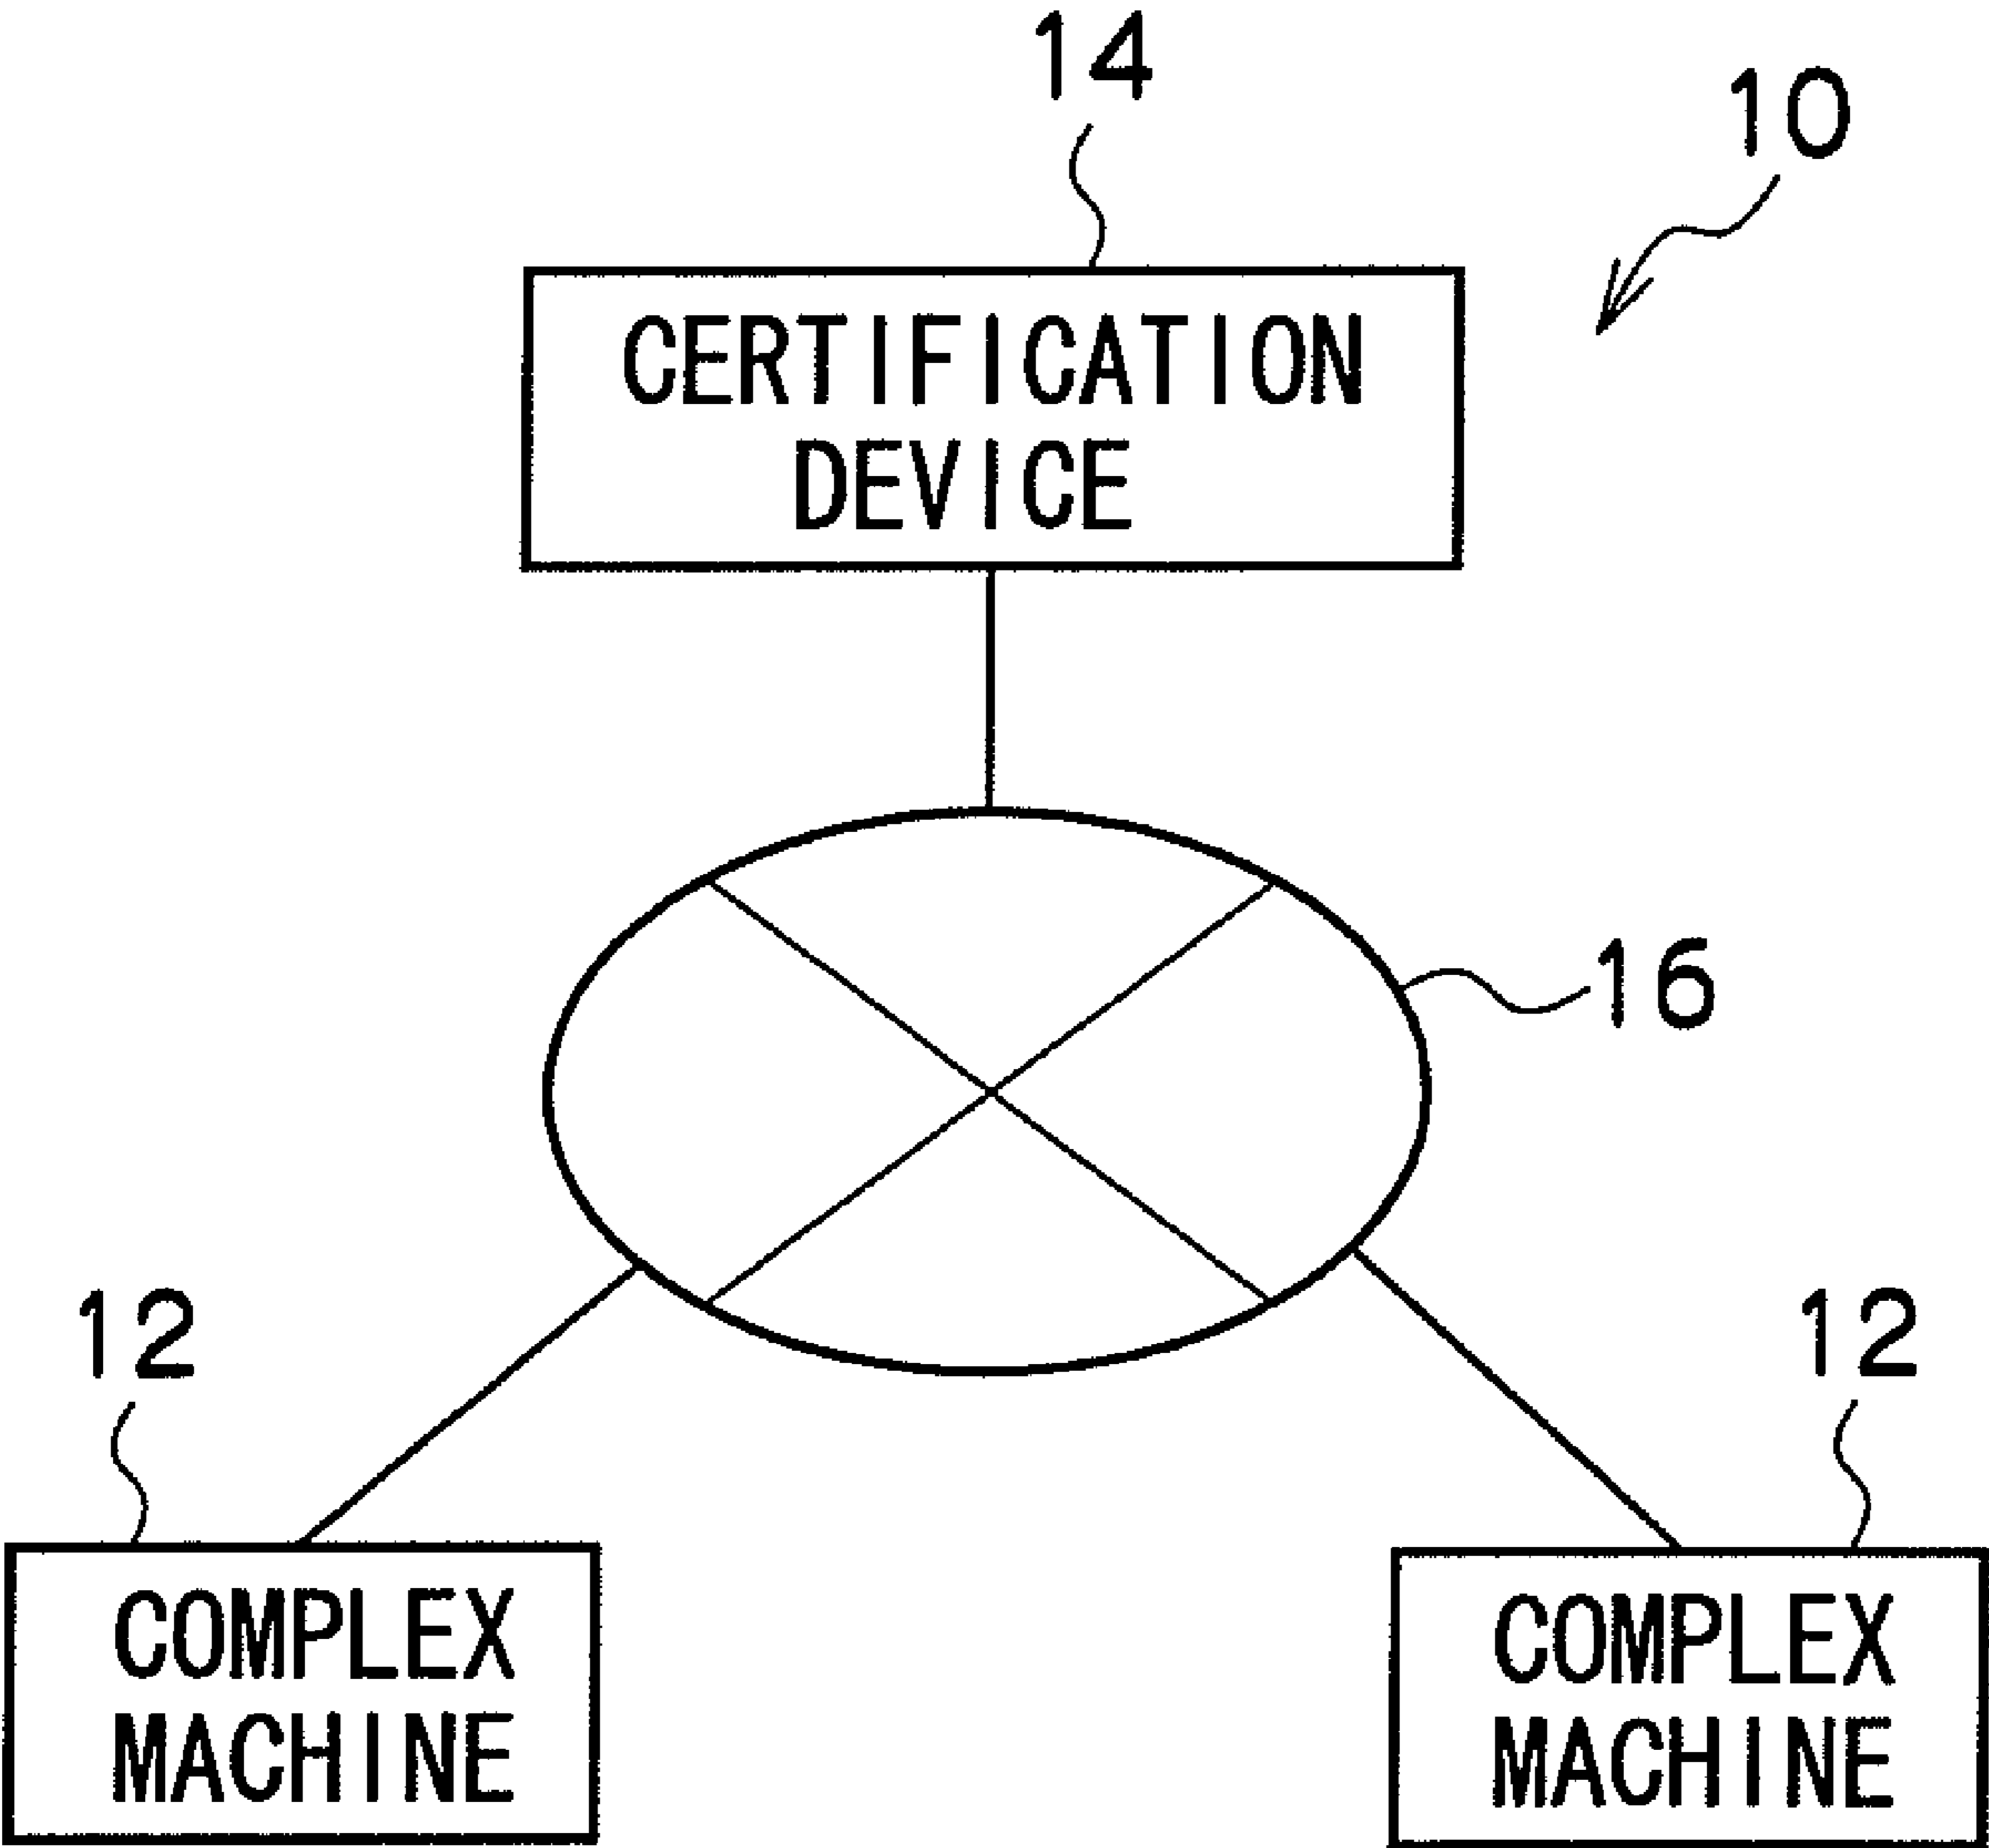 14
10
CERTIFICATION
DEVICE
16
12
12
COMPLEX
MACHINE
COMPLEX
MACHINE